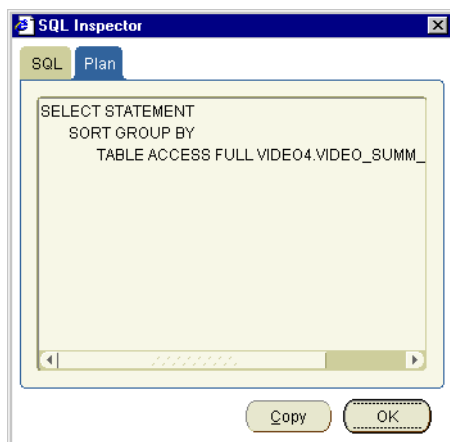 SQL Inspector
SQL Plan
SELECT STATEMENT
SORT GROUP BY
TABLE ACCESS FULL VIDEO4.VIDEO_SUMM_
Copy OK